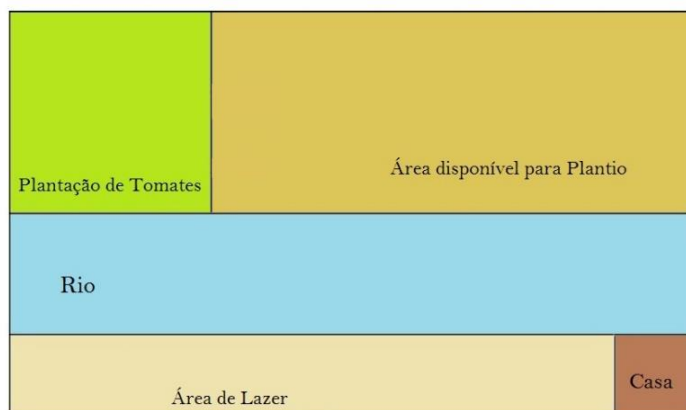 Plantação de Tomates
Área disponível para Plantio
Rio
Área de Lazer
Casa